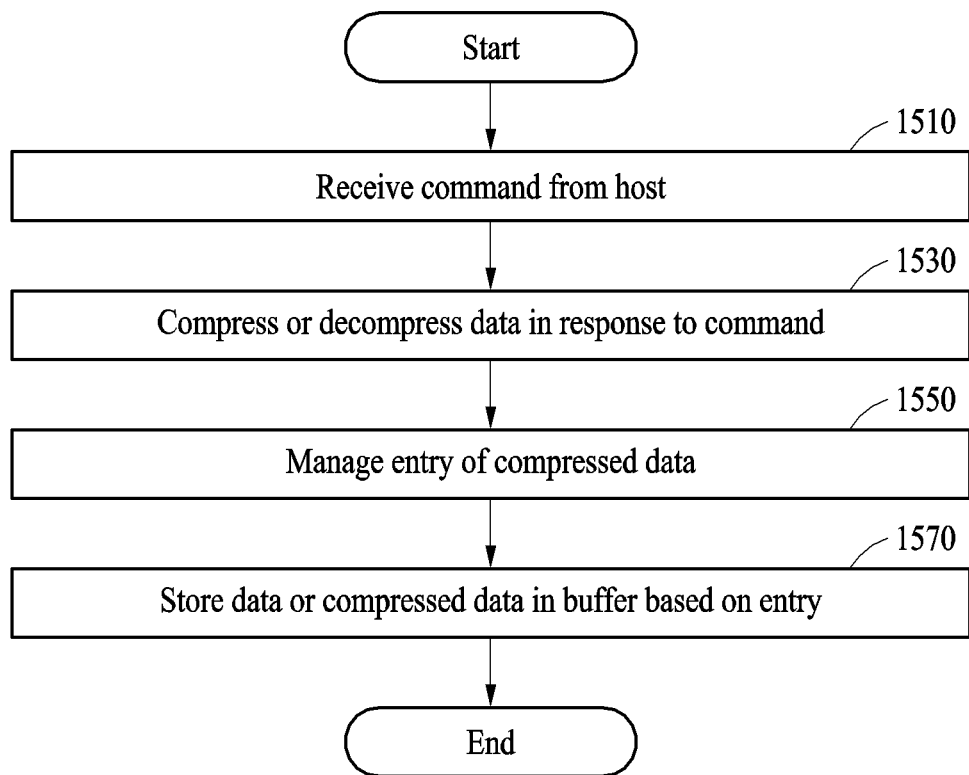 Start
1510
Receive command from host
1530
Compress or decompress data in response to command
1550
Manage entry of compressed data
1570
Store data or compressed data in buffer based on entry
End